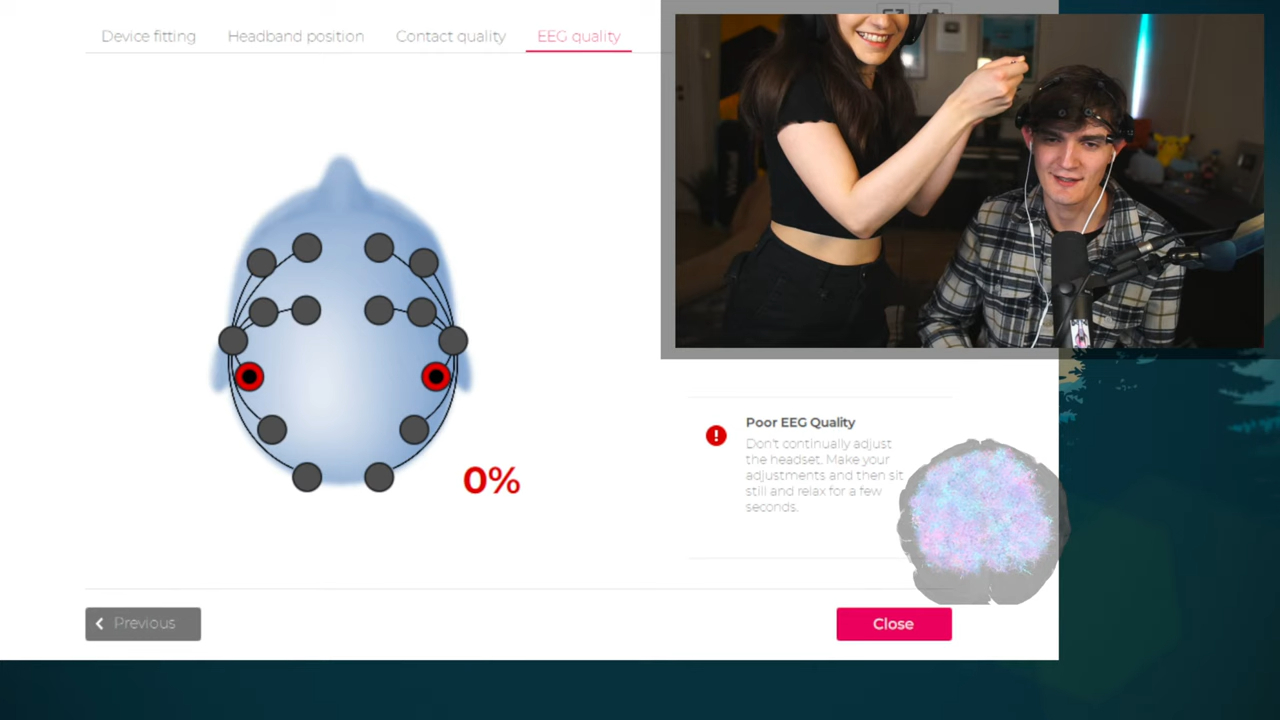 Device fitting
Headband position
Contact quality
EEG quality
0%
Poor EEG Quality
Don't continually adjust
the headset. Make your
adjustments and then sit
still and relax for a few
seconds.
Previous
Close